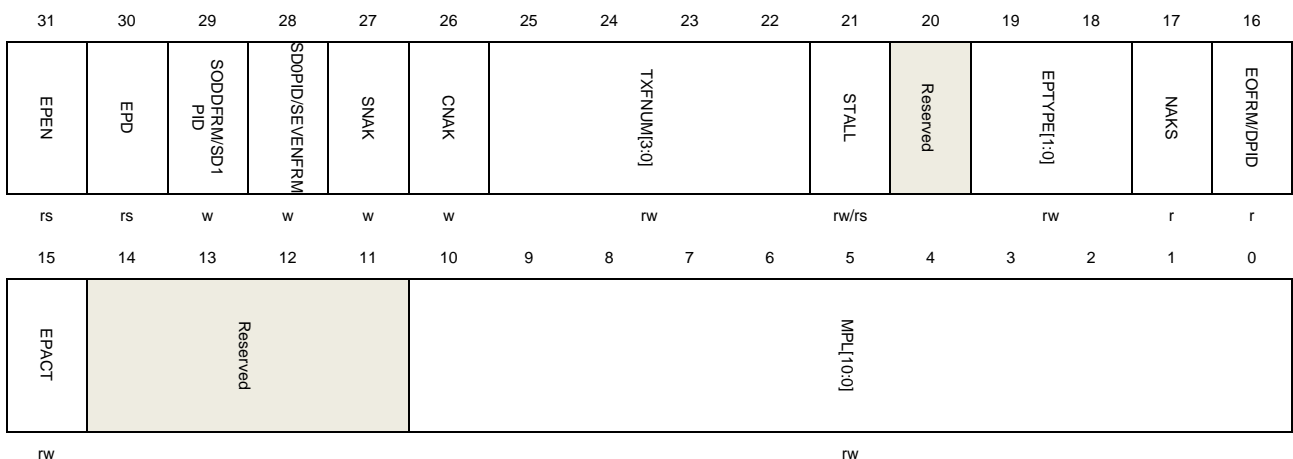 31 30 29 28 27 26 25 24 23 22 21 20 19 18 17 16
EPEN EPD SODDFRM/SD1 SD0PID/SEVENFRM SNAK CNAK TXFNUM[3:0] STALL Reserved EPTYPE[1:0] NAKS EOFRM/DPID
PID
rs rs w w w w rw rw/rs rw r r
15 14 13 12 11 10 9 8 7 6 5 4 3 2 1 0
EPACT Reserved MPL[10:0]
rw rw